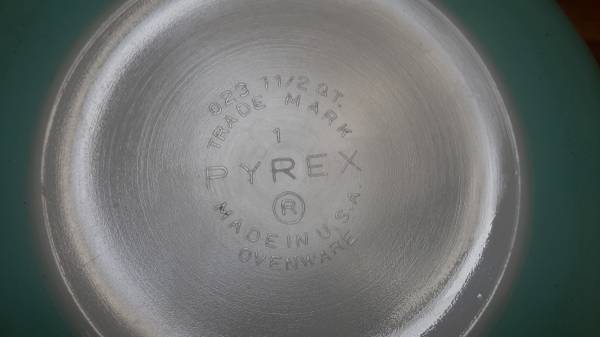 023 1 1/2 QT.
TRADE MARK
1
PYREX
®
MADE IN U.S.A.
OVENWARE